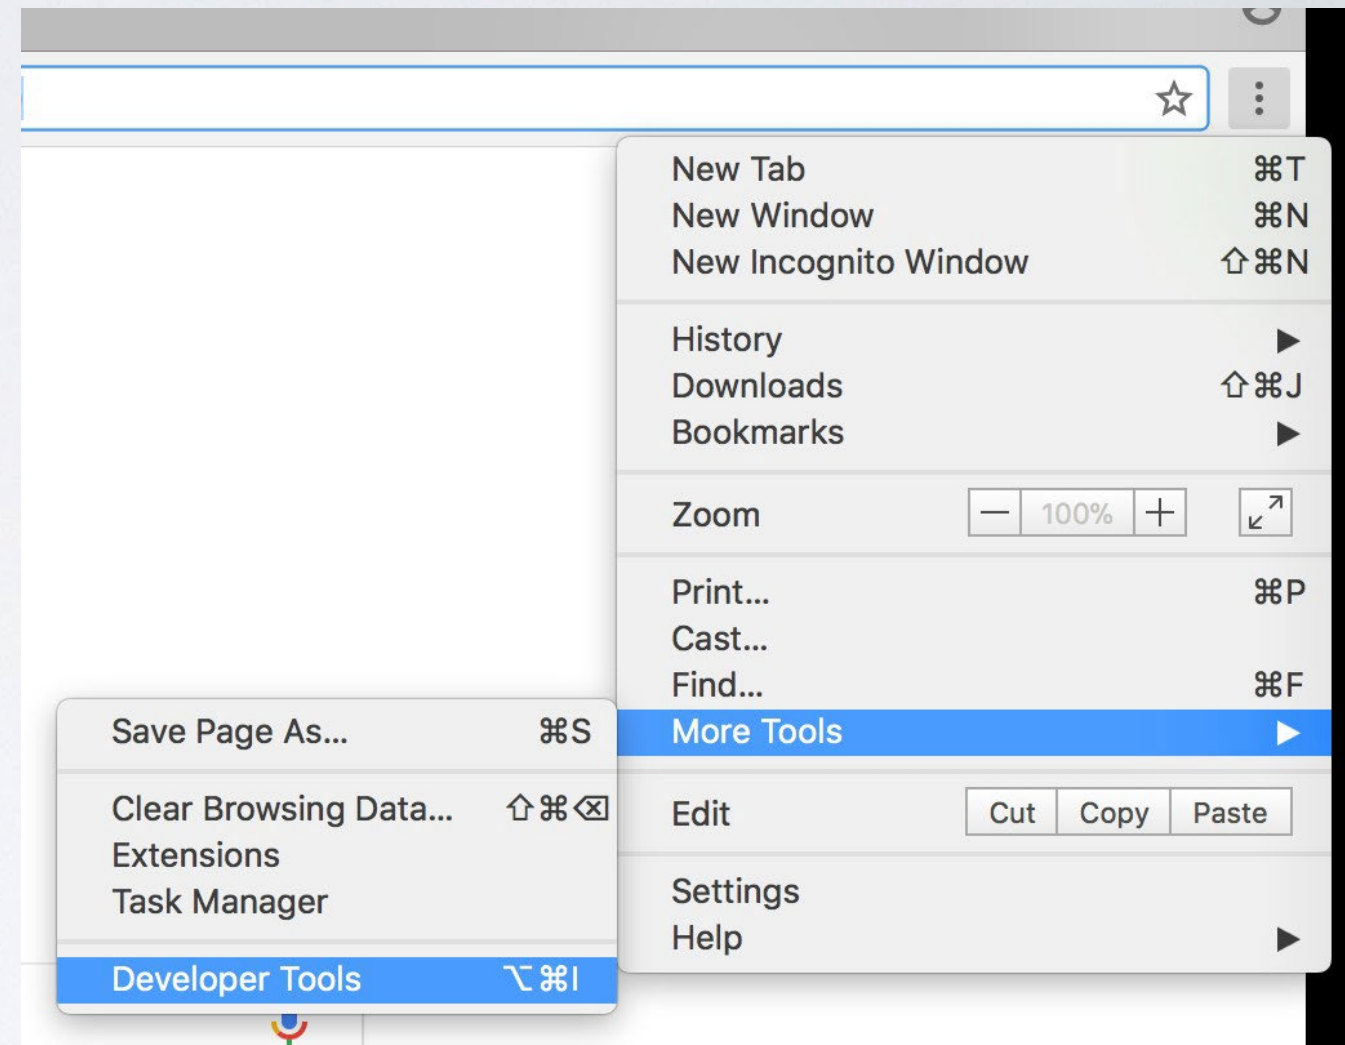 New Tab ⌘T
New Window ⌘N
New Incognito Window ⇧⌘N
History ▶
Downloads ⇧⌘J
Bookmarks ▶
Zoom — 100% +
Print... ⌘P
Cast...
Find... ⌘F
More Tools ▶
Edit Cut Copy Paste
Settings
Help ▶
Save Page As... ⌘S
Clear Browsing Data... ⇧⌘⌫
Extensions
Task Manager
Developer Tools ⌥⌘I